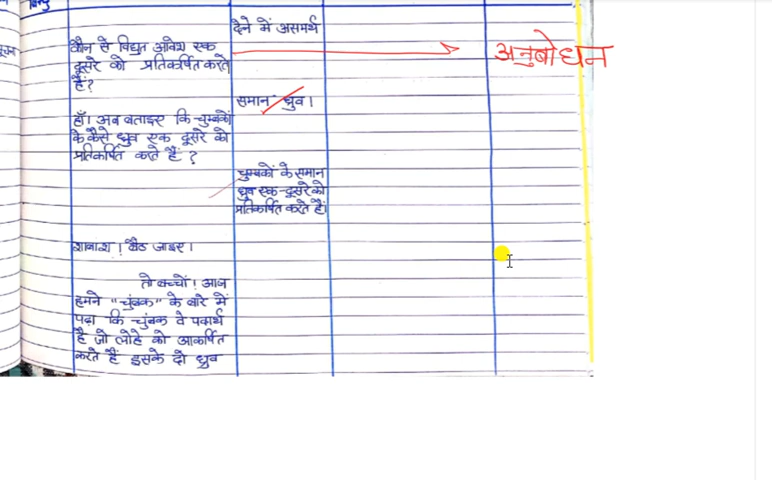 बिन्दु
देने में असमर्थ
कौन से विद्युत आवेश एक
दूसरे को प्रतिकर्षित करते
हैं?
अनुबोधन
समान ध्रुव।
हाँ। अब बताइए कि चुम्बकों
के कैसे ध्रुव एक दूसरे को
प्रतिकर्षित करते हैं?
चुम्बकों के समान
ध्रुव एक-दूसरे को
प्रतिकर्षित करते हैं।
शाबाश! बैठ जाइए।
तो बच्चों! आज
हमने "चुंबक" के बारे में
पढ़ा कि चुंबक वे पदार्थ
है जो लोहे को आकर्षित
करते हैं इसके दो ध्रुव